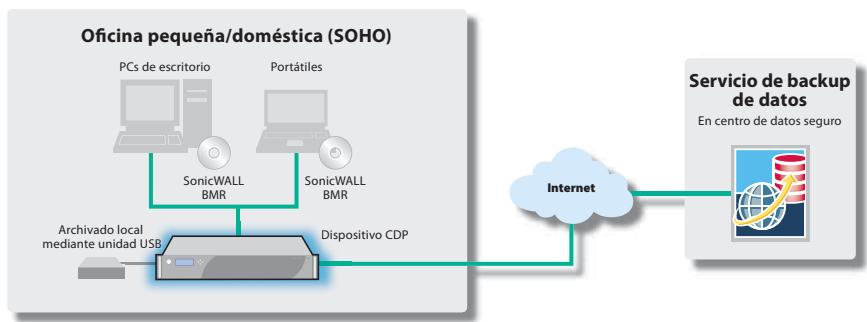 Oficina pequeña/doméstica (SOHO)
PCs de escritorio
Portátiles
SonicWALL
BMR
SonicWALL
BMR
Archivado local
mediante unidad USB
Dispositivo CDP
Internet
Servicio de backup
de datos
En centro de datos seguro